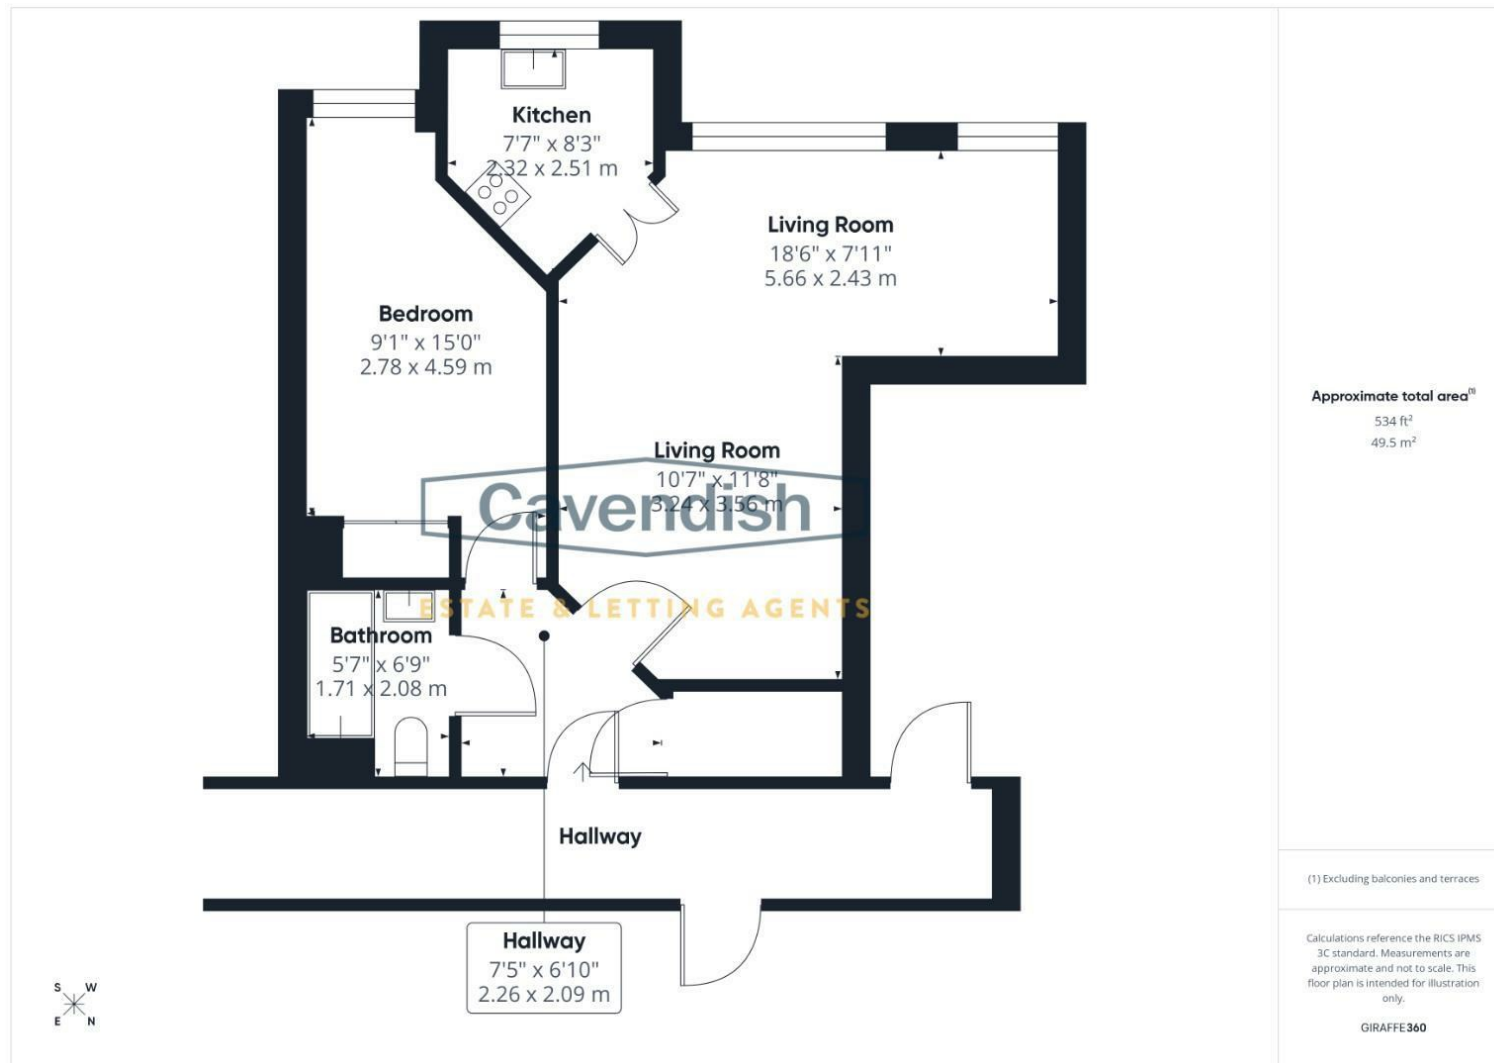 Kitchen
7'7" x 8'3"
2.32 x 2.51 m
Living Room
18'6" x 7'11"
5.66 x 2.43 m
Bedroom
9'1" x 15'0"
2.78 x 4.59 m
Living Room
10'7" x 11'8"
3.24 x 3.56 m
Cavendish
ESTATE & LETTING AGENTS
Bathroom
5'7" x 6'9"
1.71 x 2.08 m
Hallway
Hallway
7'5" x 6'10"
2.26 x 2.09 m
S W
E N
Approximate total area(1)
534 ft²
49.5 m²
(1) Excluding balconies and terraces
Calculations reference the RICS IPMS
3C standard. Measurements are
approximate and not to scale. This
floor plan is intended for illustration
only.
GIRAFFE360